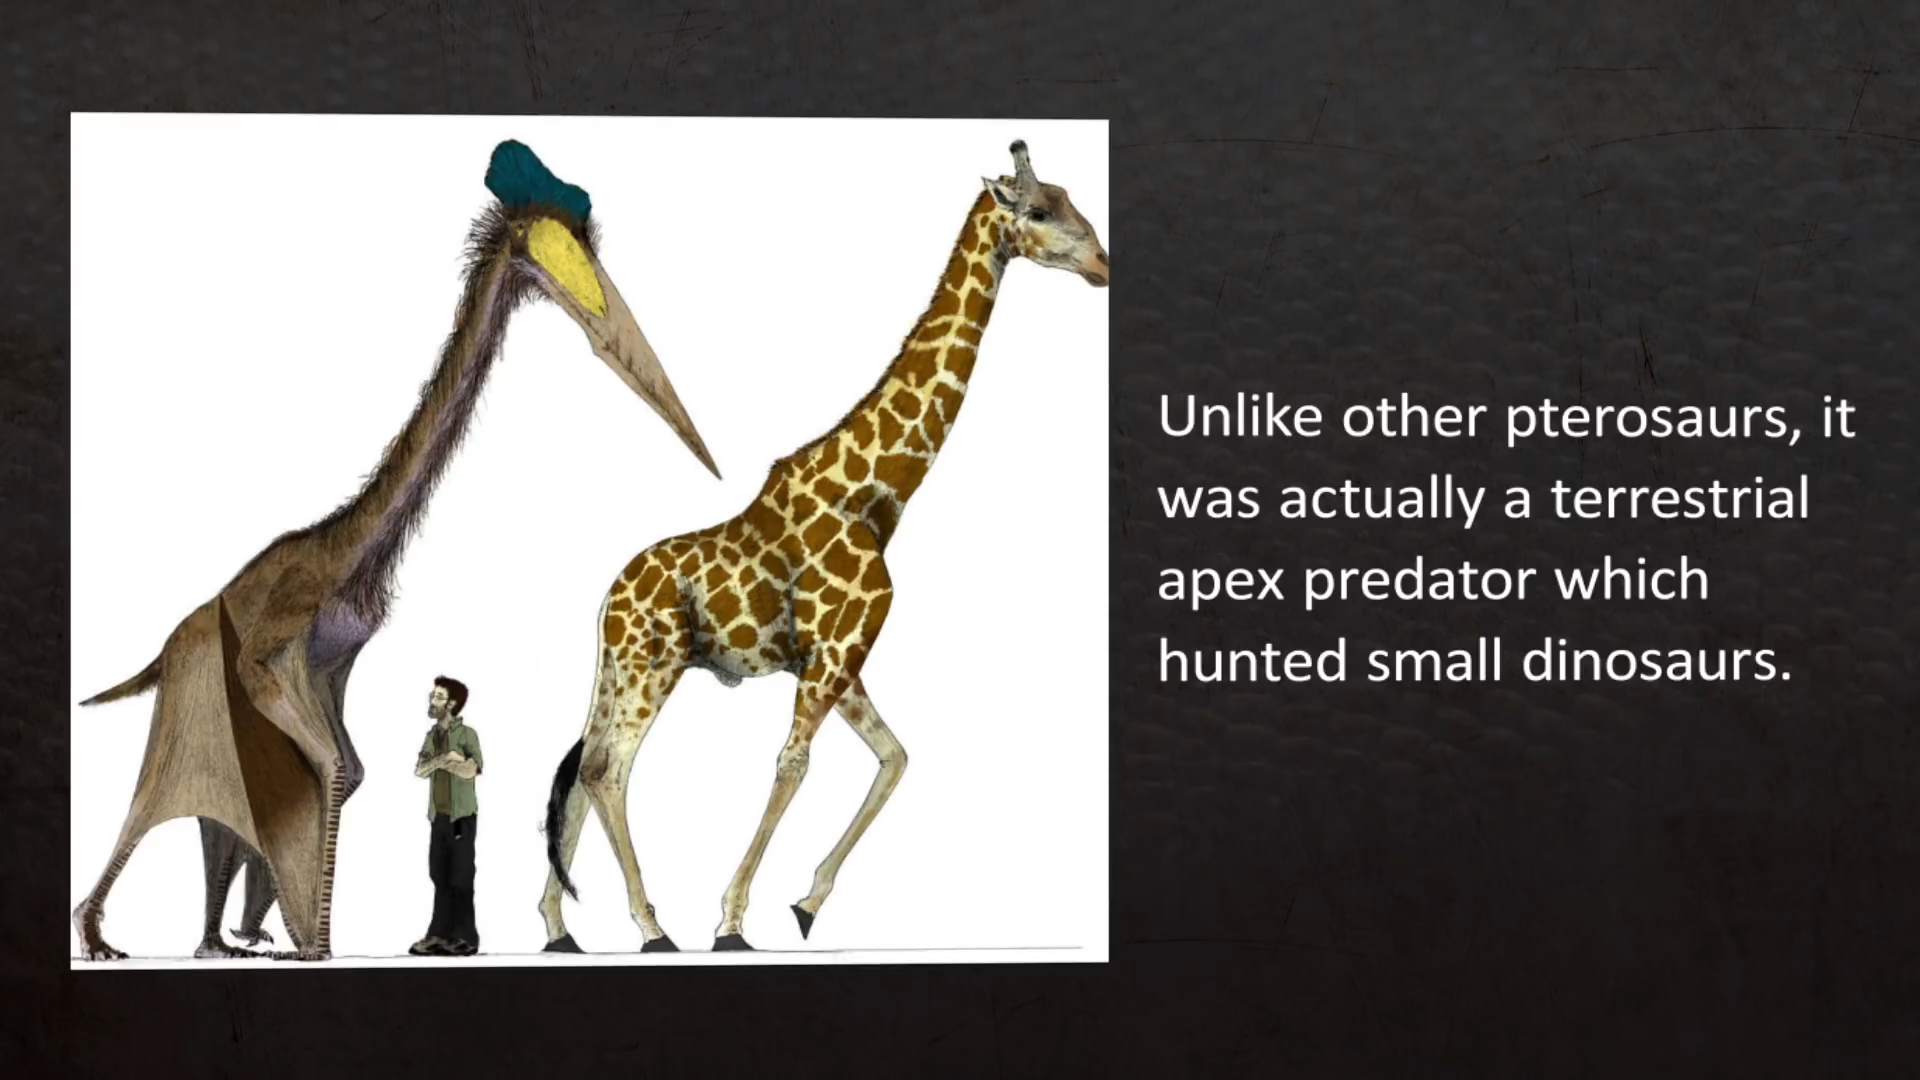 Unlike other pterosaurs, it
was actually a terrestrial
apex predator which
hunted small dinosaurs.